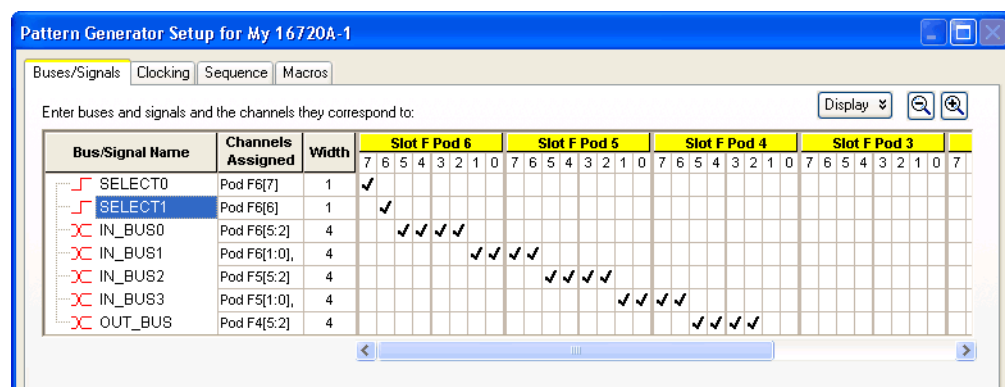 Pattern Generator Setup for My 16720A-1
Buses/Signals Clocking Sequence Macros
Enter buses and signals and the channels they correspond to:
Display
Bus/Signal Name Channels Assigned Width Slot F Pod 6 Slot F Pod 5 Slot F Pod 4 Slot F Pod 3
7 6 5 4 3 2 1 0 7 6 5 4 3 2 1 0 7 6 5 4 3 2 1 0 7 6 5 4 3 2 1 0 7
SELECT0 Pod F6[7] 1
SELECT1 Pod F6[6] 1
IN_BUS0 Pod F6[5:2] 4
IN_BUS1 Pod F6[1:0], 4
IN_BUS2 Pod F5[5:2] 4
IN_BUS3 Pod F5[1:0], 4
OUT_BUS Pod F4[5:2] 4